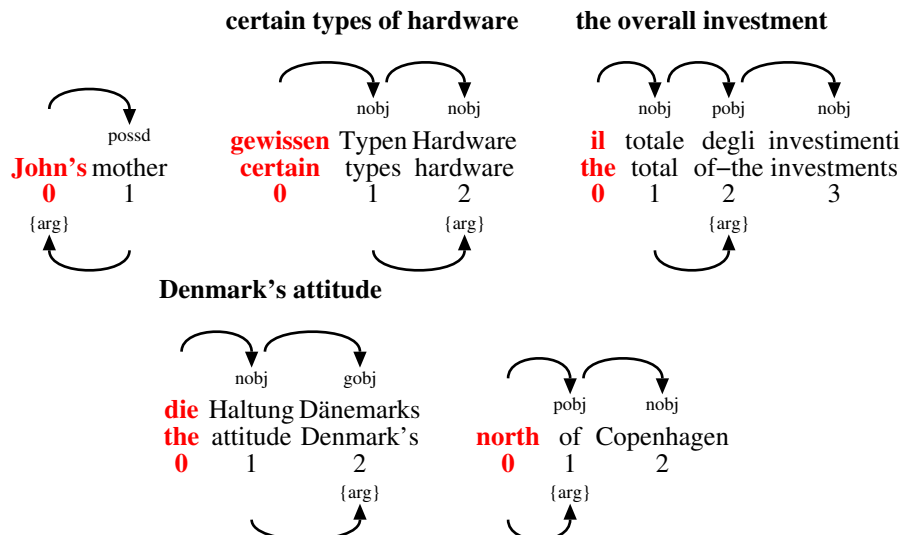 certain types of hardware
the overall investment
possd
John's mother
0 1
{arg}
nobj nobj
gewissen Typen Hardware
certain types hardware
0 1 2
{arg}
nobj pobj nobj
il totale degli investimenti
the total of−the investments
0 1 2 3
{arg}
Denmark's attitude
nobj gobj
die Haltung Dänemarks
the attitude Denmark's
0 1 2
{arg}
pobj nobj
north of Copenhagen
0 1 2
{arg}